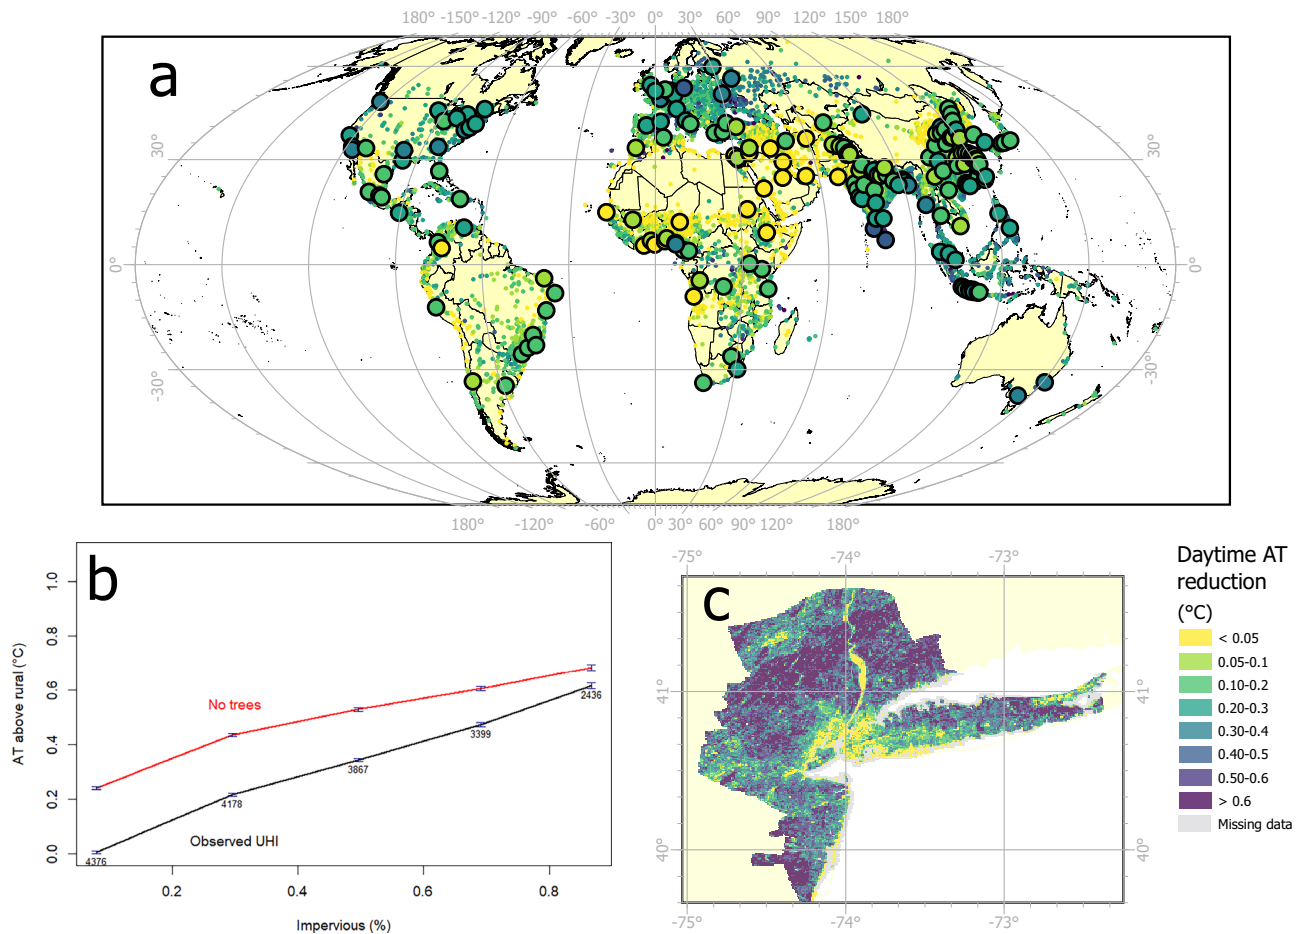 180° -150°-120° -90° -60° -30° 0° 30° 60° 90° 120° 150° 180°
a
30°
30°
0°
0°
-30°
-30°
180° -120° -60° 0° 30° 60° 90° 120° 180°
b
1.0
0.8
0.6
0.4
0.2
0.0
AT above rural (°C)
No trees
Observed UHI
4376
4178
3867
3399
2436
0.2 0.4 0.6 0.8
Impervious (%)
-75° -74° -73°
c
41°
41°
40°
40°
-75° -74° -73°
Daytime AT
reduction
(°C)
< 0.05
0.05-0.1
0.10-0.2
0.20-0.3
0.30-0.4
0.40-0.5
0.50-0.6
> 0.6
Missing data